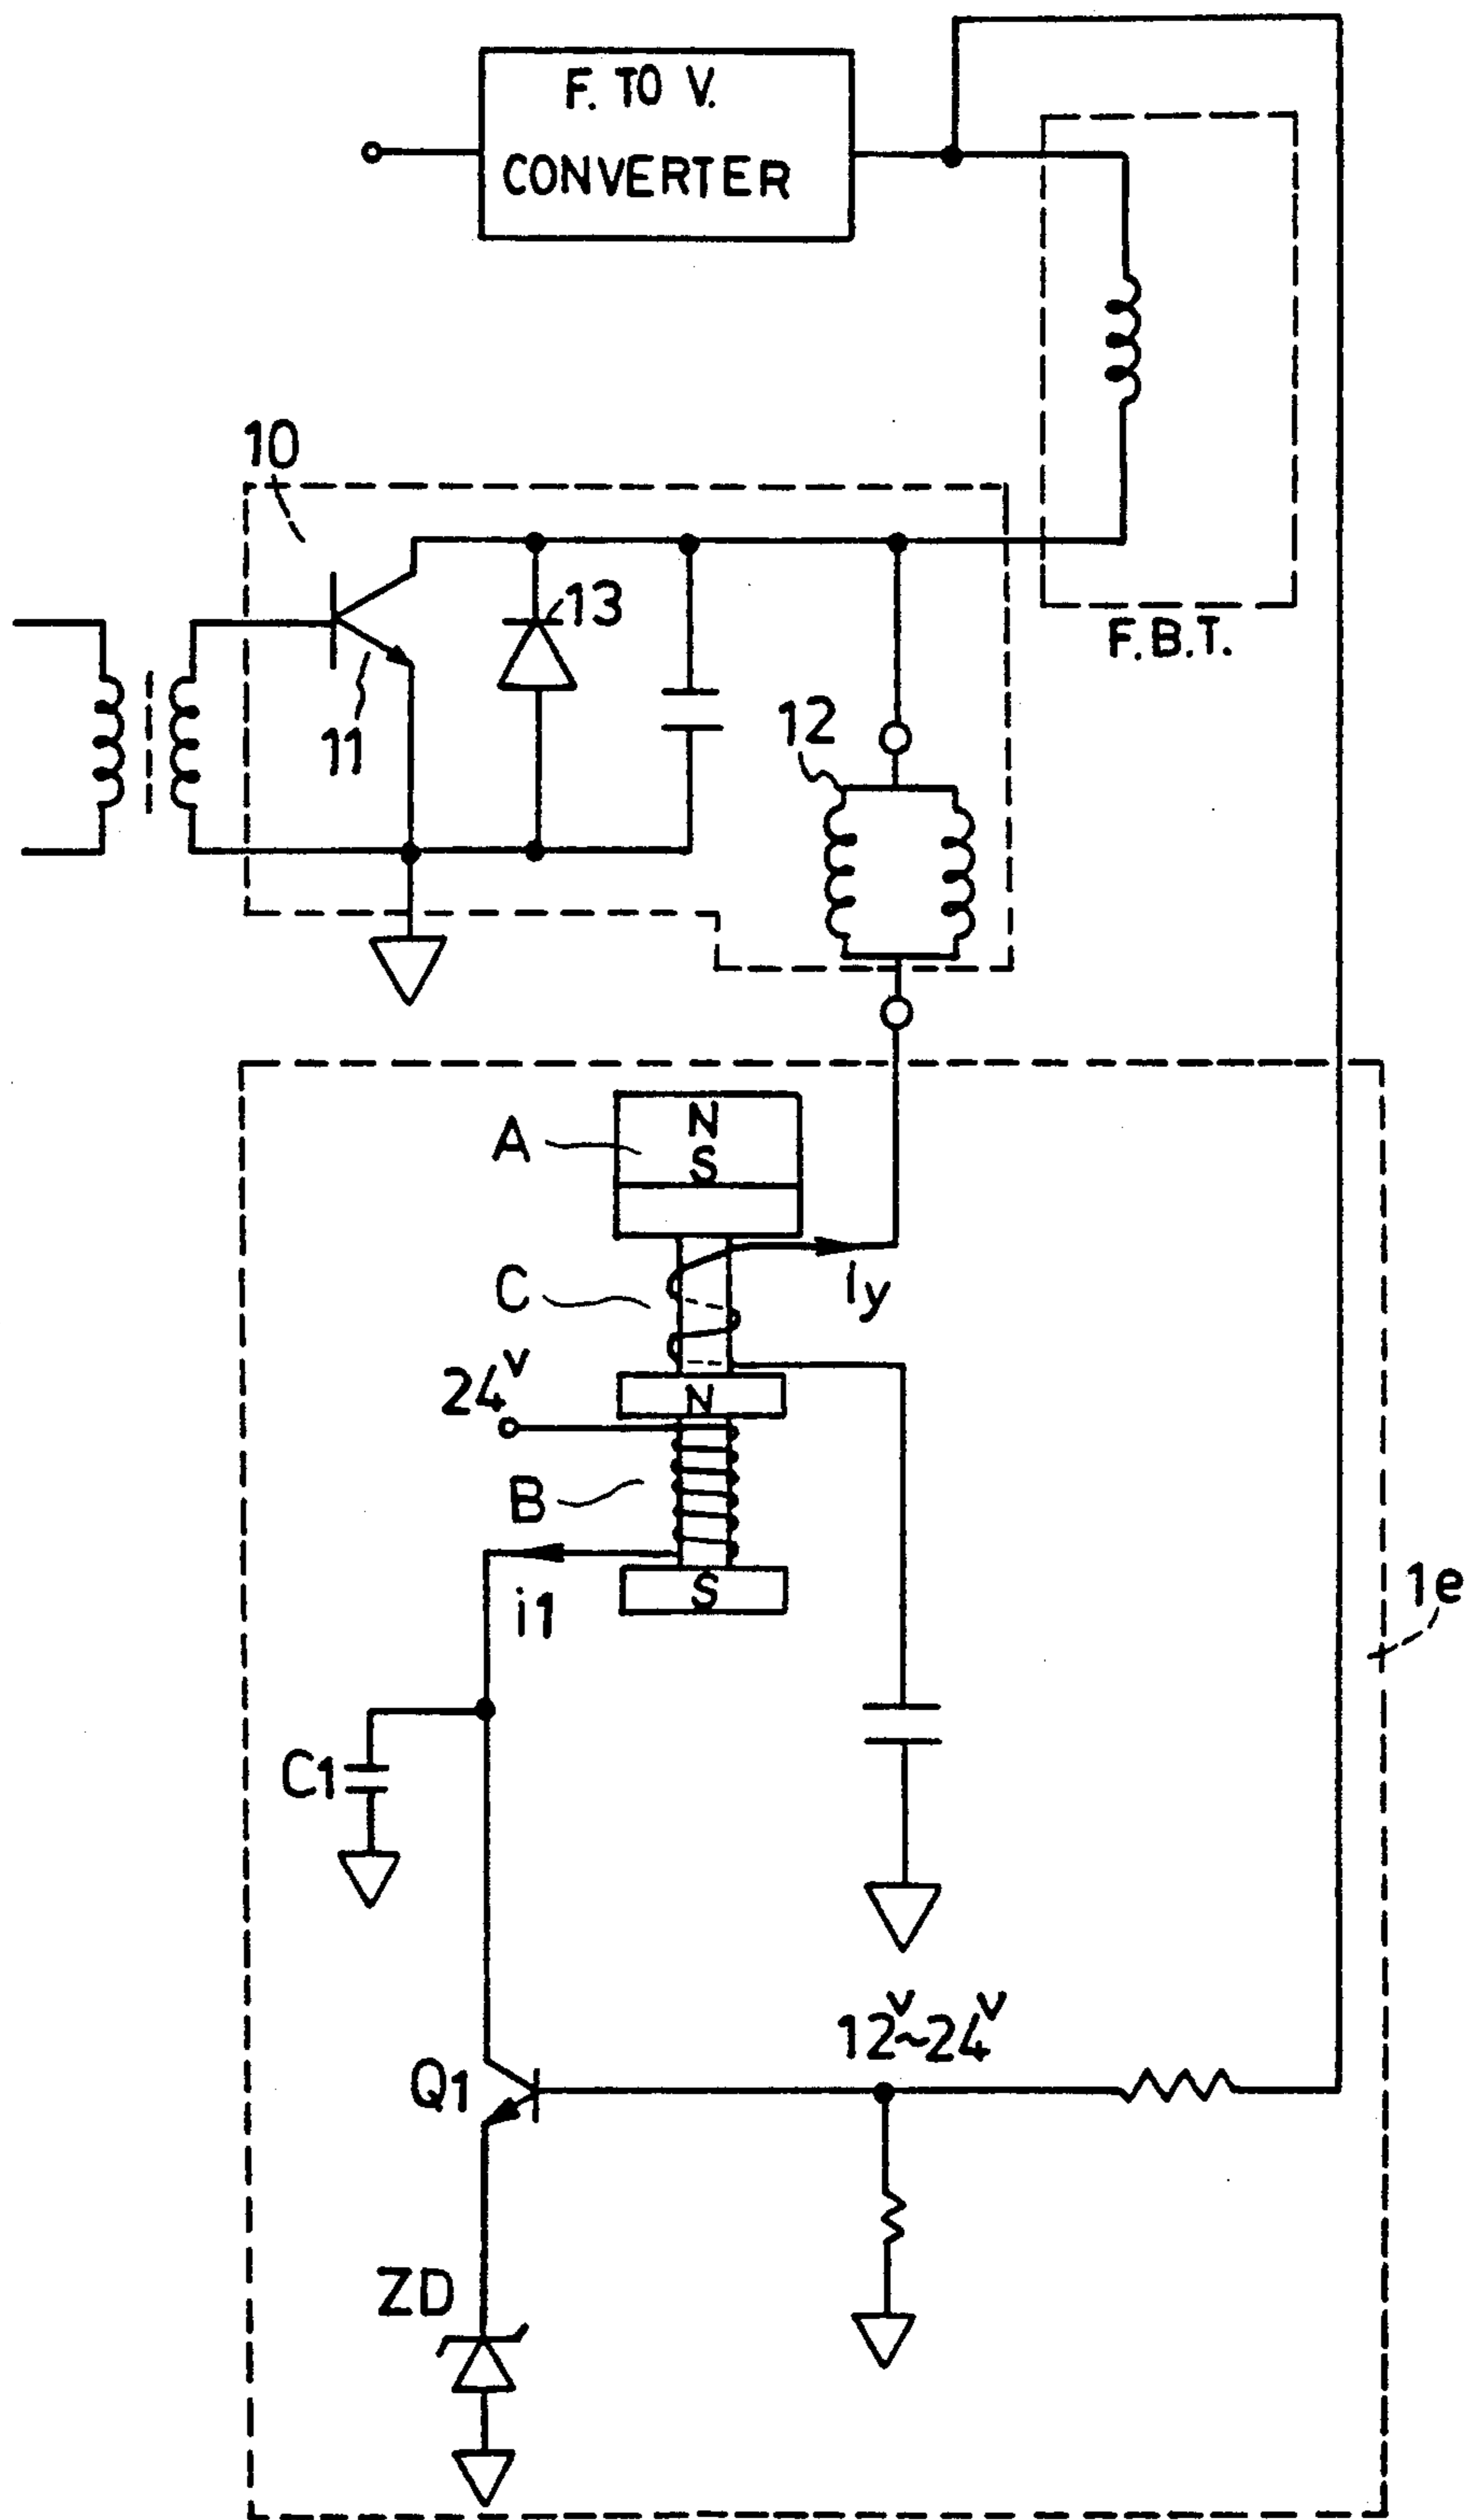 F. TO V.
CONVERTER
10
13
F.B.T.
11
12
N
A
S
C
Iy
24V
N
B
S
i1
1e
C1
12V~24V
Q1
ZD